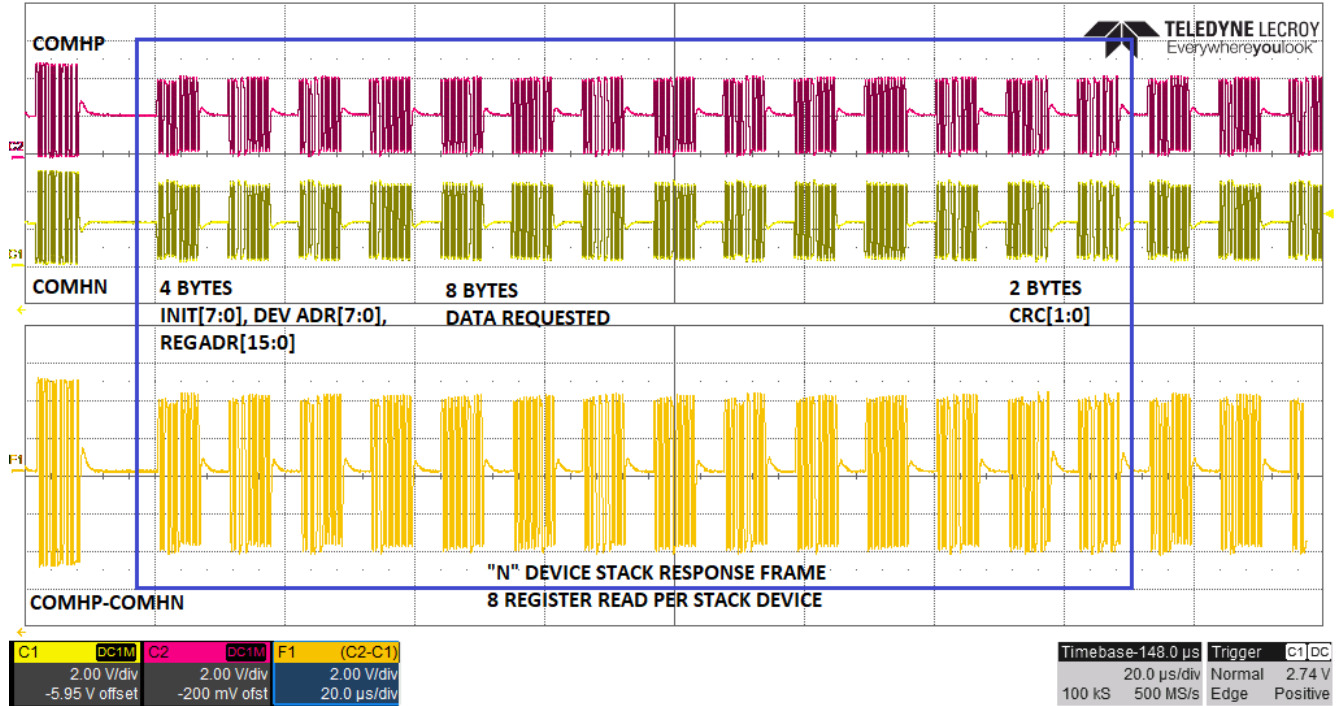 TELEDYNE LECROY
Everywhereyoulook™
COMHP
C2
C1
COMHN
4 BYTES
INIT[7:0], DEV ADR[7:0],
REGADR[15:0]
8 BYTES
DATA REQUESTED
2 BYTES
CRC[1:0]
F1
"N" DEVICE STACK RESPONSE FRAME
8 REGISTER READ PER STACK DEVICE
COMHP-COMHN
C1 DC1M
2.00 V/div
-5.95 V offset
C2 DC1M
2.00 V/div
-200 mV ofst
F1 (C2-C1)
2.00 V/div
20.0 µs/div
Timebase-148.0 µs
20.0 µs/div
100 kS 500 MS/s
Trigger C1 DC
Normal 2.74 V
Edge Positive